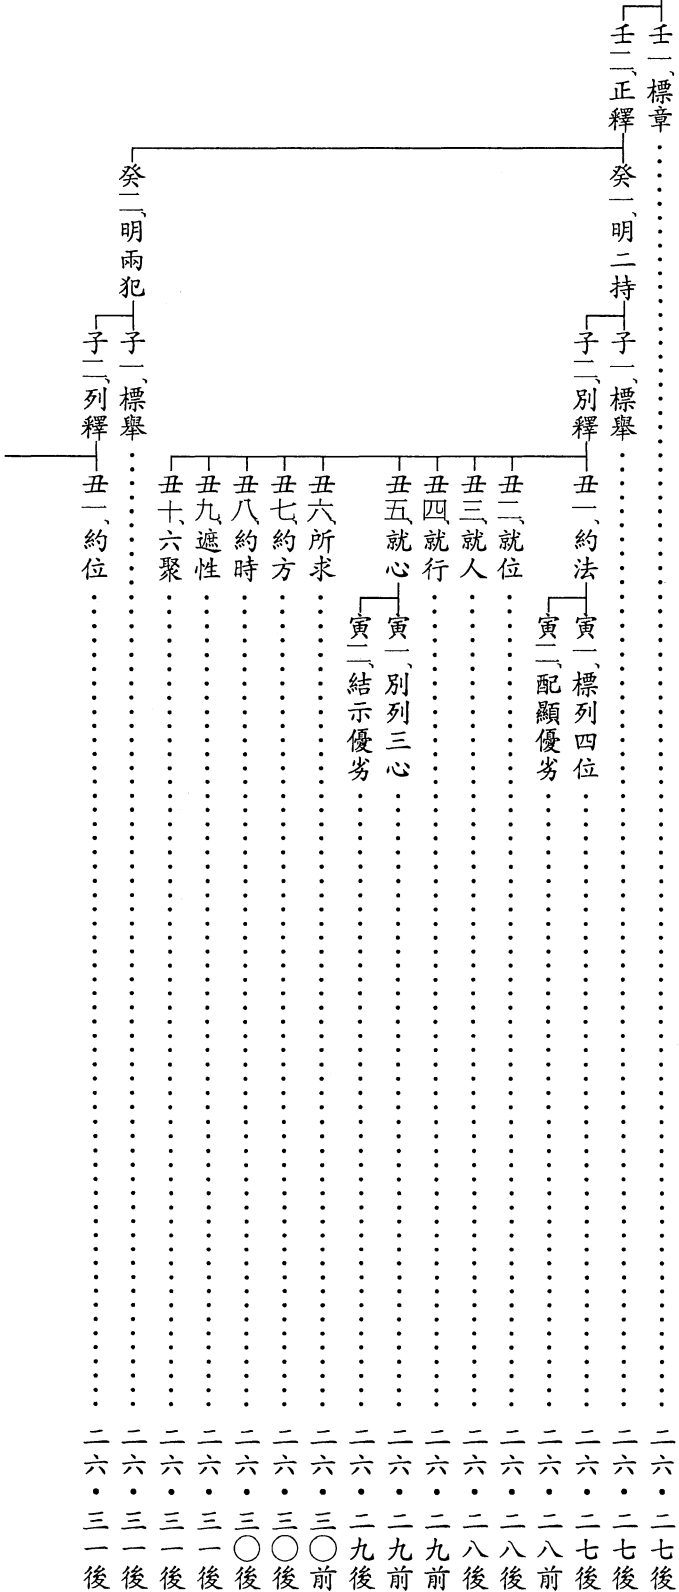 壬一、標章 二六・二七後
壬二、正釋
癸一、明二持
子一、標舉 二六・二七後
子二、別釋
丑一、約法
寅一、標列四位 二六・二七後
寅二、配顯優劣 二六・二八前
丑二、就位 二六・二八後
丑三、就人 二六・二八後
丑四、就行 二六・二九前
丑五、就心
寅一、別列三心 二六・二九前
寅二、結示優劣 二六・二九後
丑六、所求 二六・三〇前
丑七、約方 二六・三〇後
丑八、約時 二六・三〇後
丑九、遮性 二六・三一後
丑十、六聚 二六・三一後
癸二、明兩犯
子一、標舉 二六・三一後
子二、列釋
丑一、約位 二六・三一後